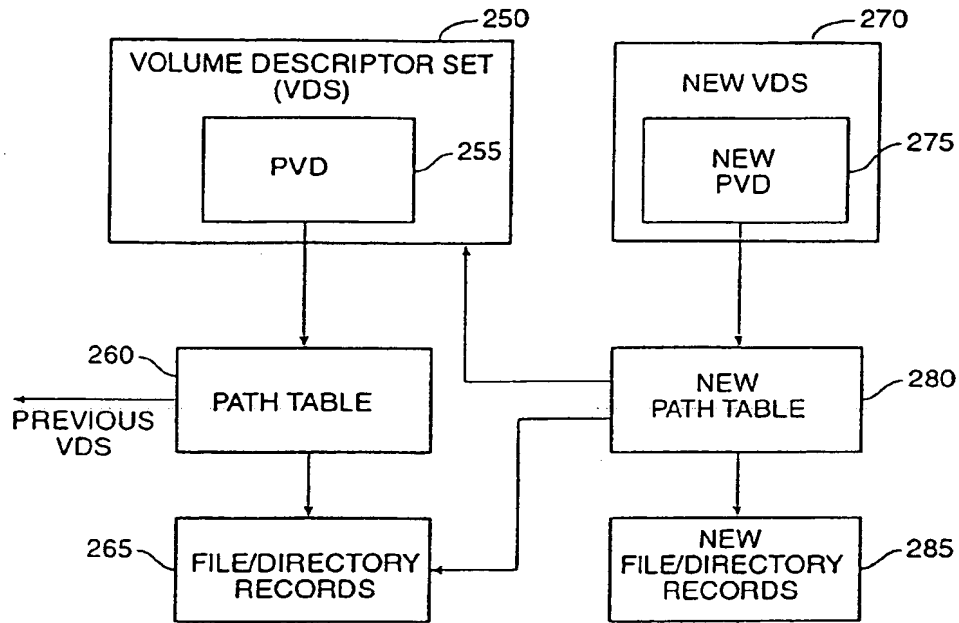 250
VOLUME DESCRIPTOR SET
(VDS)
PVD
255
270
NEW VDS
NEW
PVD
275
260
PATH TABLE
PREVIOUS
VDS
NEW
PATH TABLE
280
265
FILE/DIRECTORY
RECORDS
NEW
FILE/DIRECTORY
RECORDS
285